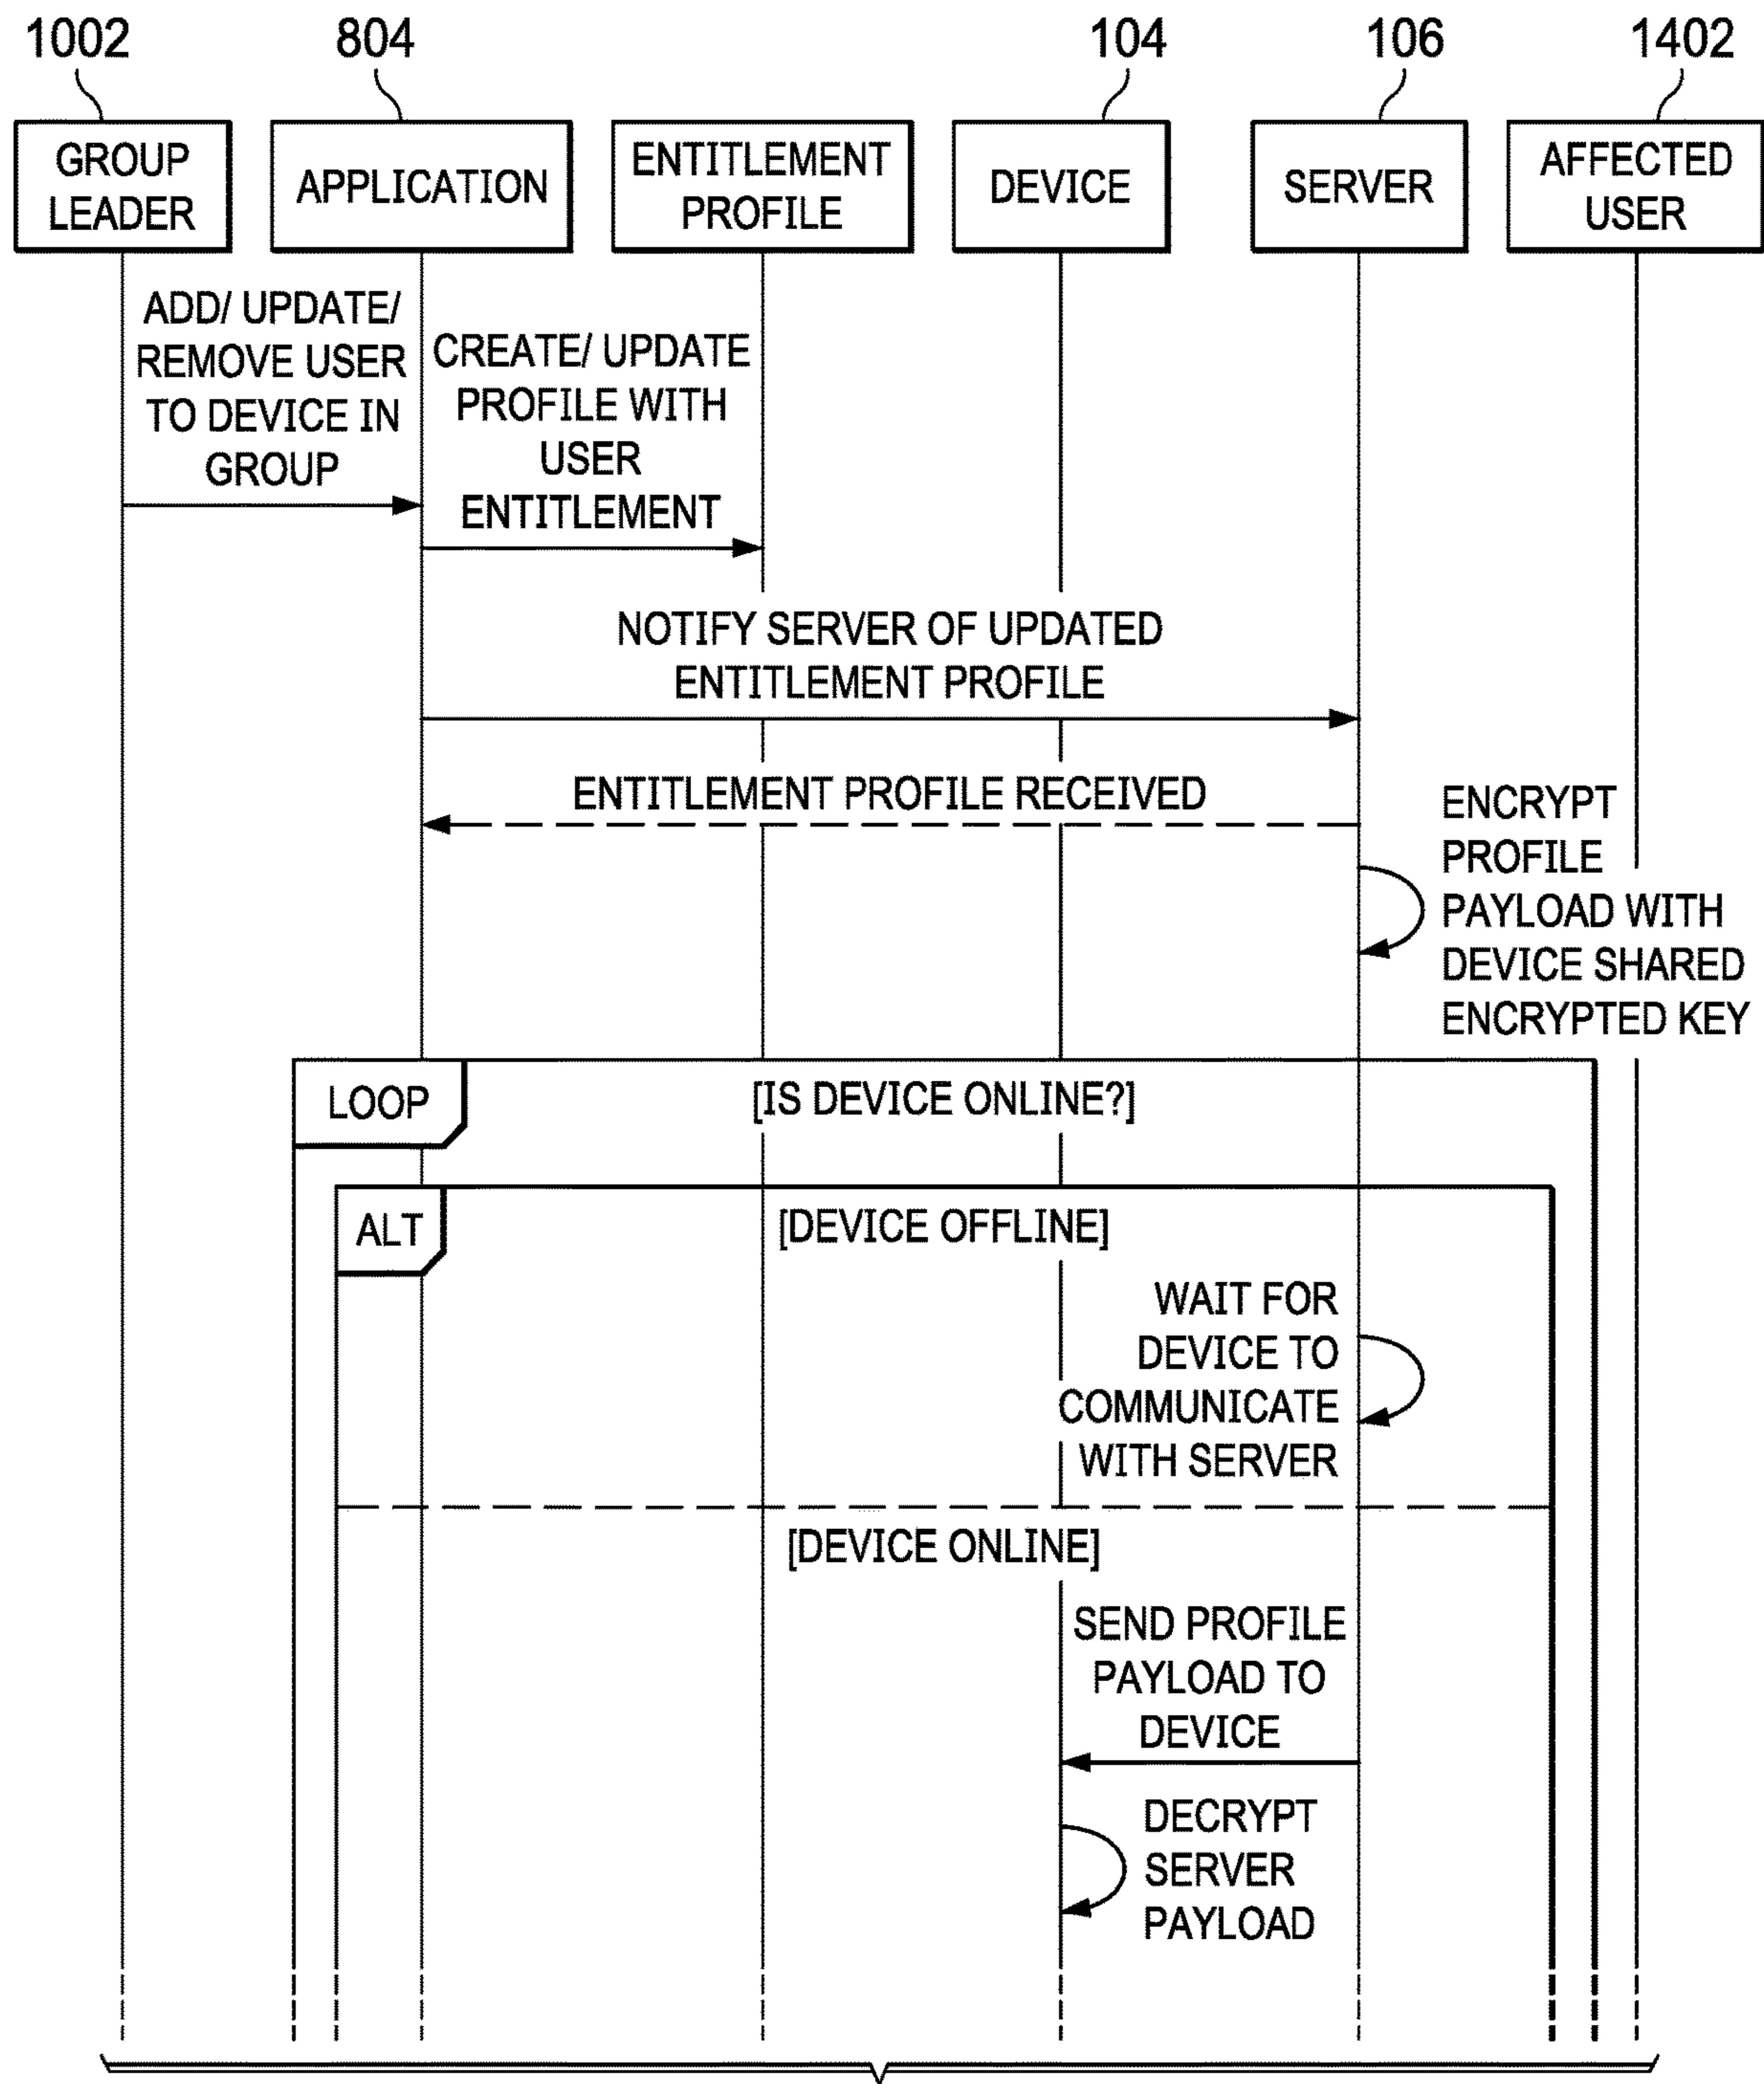 1002
804
104
106
1402
GROUP
LEADER
APPLICATION
ENTITLEMENT
PROFILE
DEVICE
SERVER
AFFECTED
USER
ADD/ UPDATE/
REMOVE USER
TO DEVICE IN
GROUP
CREATE/ UPDATE
PROFILE WITH
USER
ENTITLEMENT
NOTIFY SERVER OF UPDATED
ENTITLEMENT PROFILE
ENTITLEMENT PROFILE RECEIVED
ENCRYPT
PROFILE
PAYLOAD WITH
DEVICE SHARED
ENCRYPTED KEY
LOOP
[IS DEVICE ONLINE?]
ALT
[DEVICE OFFLINE]
WAIT FOR
DEVICE TO
COMMUNICATE
WITH SERVER
[DEVICE ONLINE]
SEND PROFILE
PAYLOAD TO
DEVICE
DECRYPT
SERVER
PAYLOAD